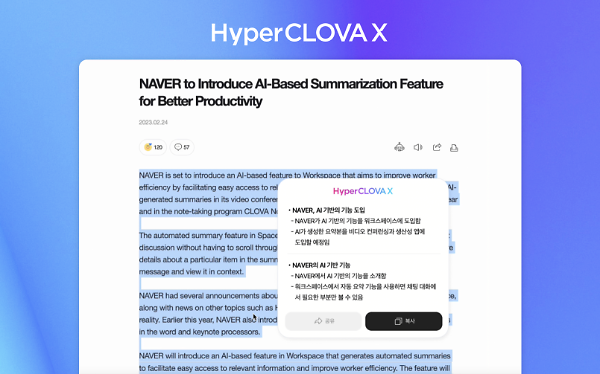 HyperCLOVA X
NAVER to Introduce AI-Based Summarization Feature
for Better Productivity
2023.02.24
120
57
NAVER is set to introduce an AI-based feature to Workspace that aims to improve worker
efficiency by facilitating easy access to rel AI-
generated summaries in its video conferen ear
and in the note-taking program CLOVA N
The automated summary feature in Space
discussion without having to scroll through
details about a particular item in the summ
message and view it in context.
NAVER had several announcements abou
along with news on other topics such as H
reality. Earlier this year, NAVER also introd
in the word and keynote processors.
NAVER will introduce an AI-based feature in Workspace that generates automated summaries
to facilitate easy access to relevant information and improve worker efficiency. The feature will
HyperCLOVA X
• NAVER, AI 기반의 기능 도입
- NAVER가 AI 기반의 기능을 워크스페이스에 도입함
- AI가 생성한 요약본을 비디오 컨퍼런싱과 생산성 앱에
도입할 예정임
• NAVER의 AI 기반 기능
- NAVER에서 AI 기반의 기능을 소개함
- 워크스페이스에서 자동 요약 기능을 사용하면 채팅 대화에
서 필요한 부분만 볼 수 있음
공유
복사